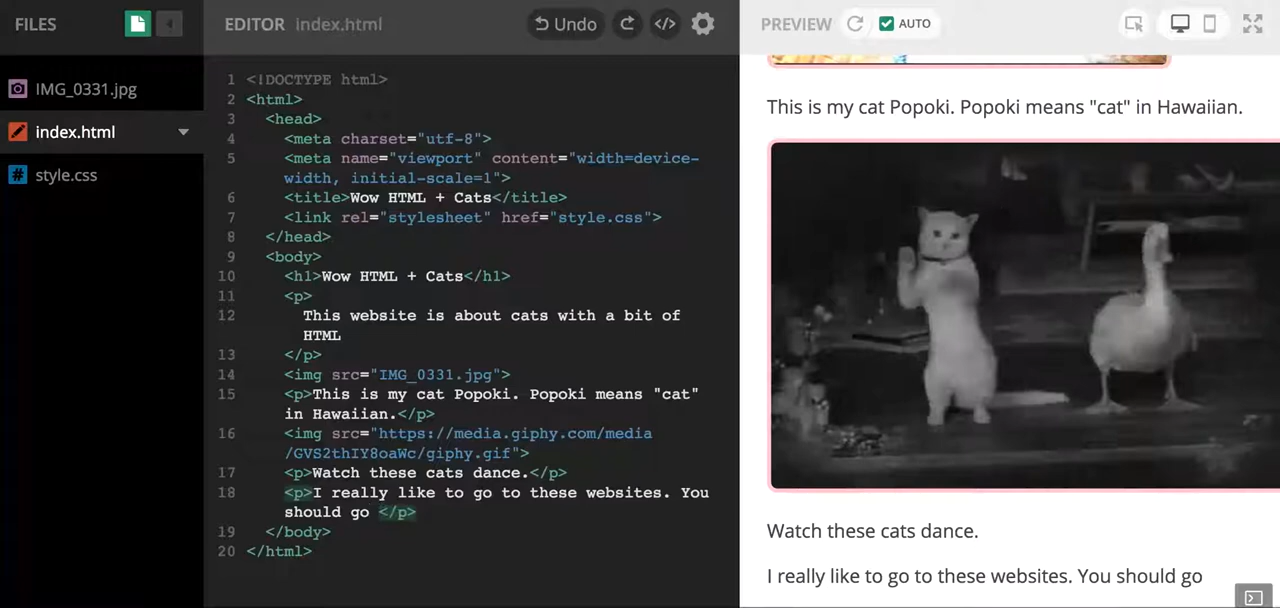 FILES
EDITOR index.html
Undo
</>
PREVIEW
AUTO
IMG_0331.jpg
index.html
style.css
1 <!DOCTYPE html>
2 <html>
3 <head>
4 <meta charset="utf-8">
5 <meta name="viewport" content="width=device-
width, initial-scale=1">
6 <title>Wow HTML + Cats</title>
7 <link rel="stylesheet" href="style.css">
8 </head>
9 <body>
10 <h1>Wow HTML + Cats</h1>
11 <p>
12 This website is about cats with a bit of
HTML
13 </p>
14 <img src="IMG_0331.jpg">
15 <p>This is my cat Popoki. Popoki means "cat"
in Hawaiian.</p>
16 <img src="https://media.giphy.com/media
/GVS2thIY8oaWc/giphy.gif">
17 <p>Watch these cats dance.</p>
18 <p>I really like to go to these websites. You
should go </p>
19 </body>
20 </html>
This is my cat Popoki. Popoki means "cat" in Hawaiian.
Watch these cats dance.
I really like to go to these websites. You should go